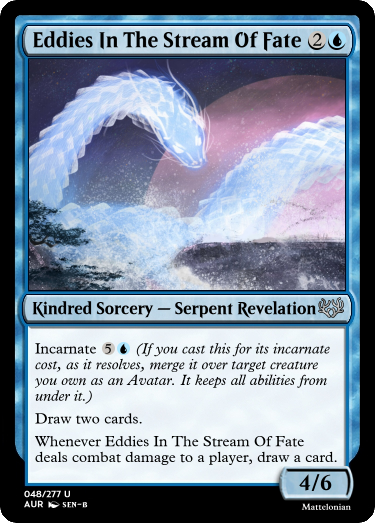 Eddies In The Stream Of Fate 2
Kindred Sorcery — Serpent Revelation
Incarnate 5 (If you cast this for its incarnate
cost, as it resolves, merge it over target creature
you own as an Avatar. It keeps all abilities from
under it.)
Draw two cards.
Whenever Eddies In The Stream Of Fate
deals combat damage to a player, draw a card.
4/6
048/277 U
AUR SEN-B
Mattelonian